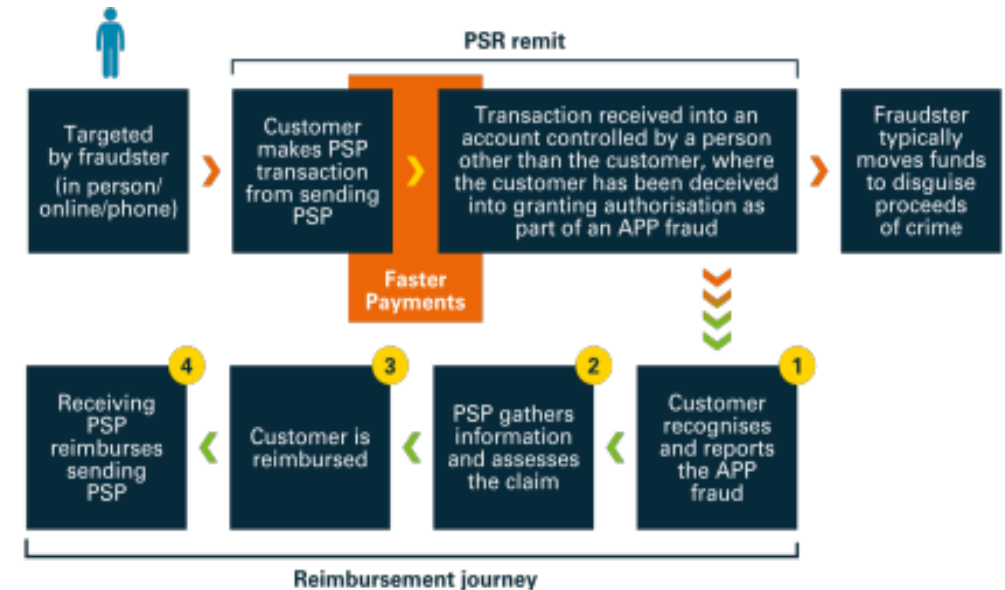 PSR remit
Targeted
by fraudster
(in person/
online/phone)
Customer
makes PSP
transaction
from sending
PSP
Faster
Payments
Transaction received into an
account controlled by a person
other than the customer, where
the customer has been deceived
into granting authorisation as
part of an APP fraud
Fraudster
typically
moves funds
to disguise
proceeds
of crime
1
Customer
recognises
and reports
the APP
fraud
2
PSP gathers
information
and assesses
the claim
3
Customer is
reimbursed
4
Receiving
PSP
reimburses
sending
PSP
Reimbursement journey